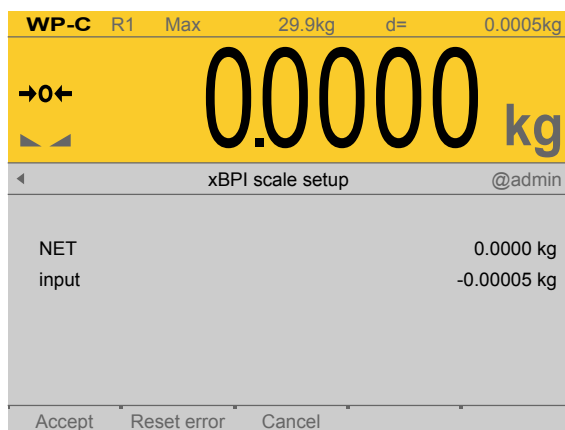 WP-C R1 Max 29.9kg d= 0.0005kg
→0←
0.0000 kg
xBPI scale setup @admin
NET 0.0000 kg
input -0.00005 kg
Accept Reset error Cancel